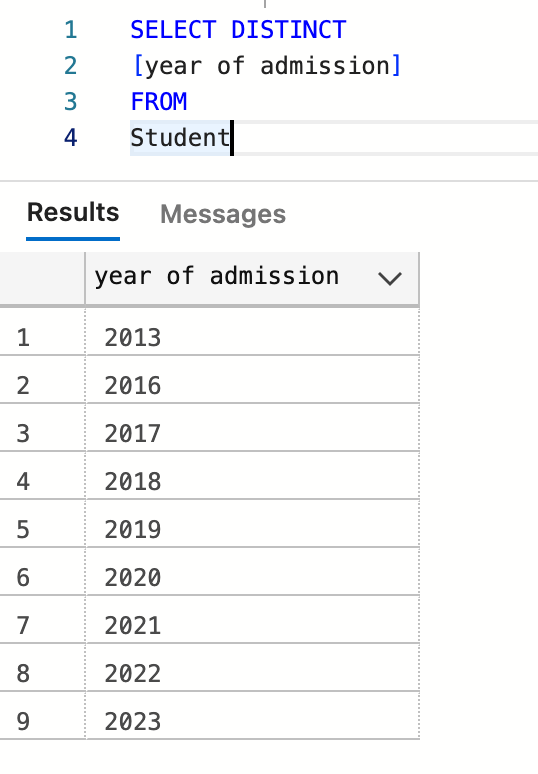 1 SELECT DISTINCT
2 [year of admission]
3 FROM
4 Student
Results Messages
year of admission
1 2013
2 2016
3 2017
4 2018
5 2019
6 2020
7 2021
8 2022
9 2023